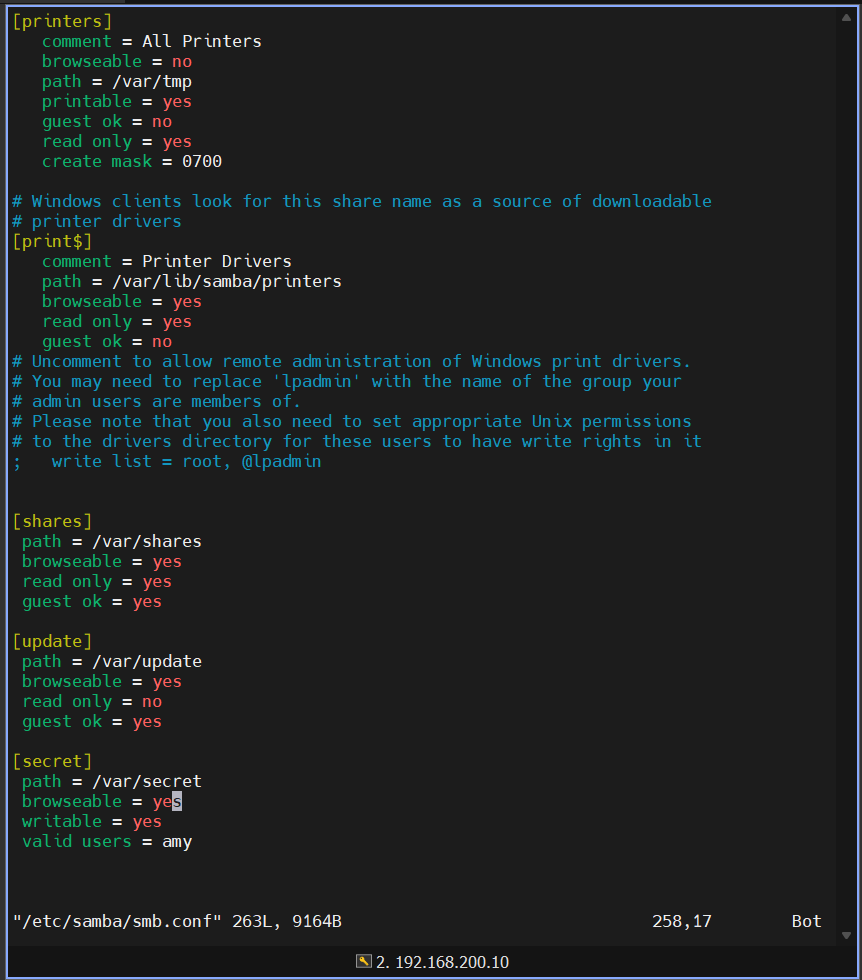 [printers]
   comment = All Printers
   browseable = no
   path = /var/tmp
   printable = yes
   guest ok = no
   read only = yes
   create mask = 0700

# Windows clients look for this share name as a source of downloadable
# printer drivers
[print$]
   comment = Printer Drivers
   path = /var/lib/samba/printers
   browseable = yes
   read only = yes
   guest ok = no
# Uncomment to allow remote administration of Windows print drivers.
# You may need to replace 'lpadmin' with the name of the group your
# admin users are members of.
# Please note that you also need to set appropriate Unix permissions
# to the drivers directory for these users to have write rights in it
;   write list = root, @lpadmin

[shares]
 path = /var/shares
 browseable = yes
 read only = yes
 guest ok = yes

[update]
 path = /var/update
 browseable = yes
 read only = no
 guest ok = yes

[secret]
 path = /var/secret
 browseable = yes
 writable = yes
 valid users = amy

"/etc/samba/smb.conf" 263L, 9164B 258,17 Bot
2. 192.168.200.10